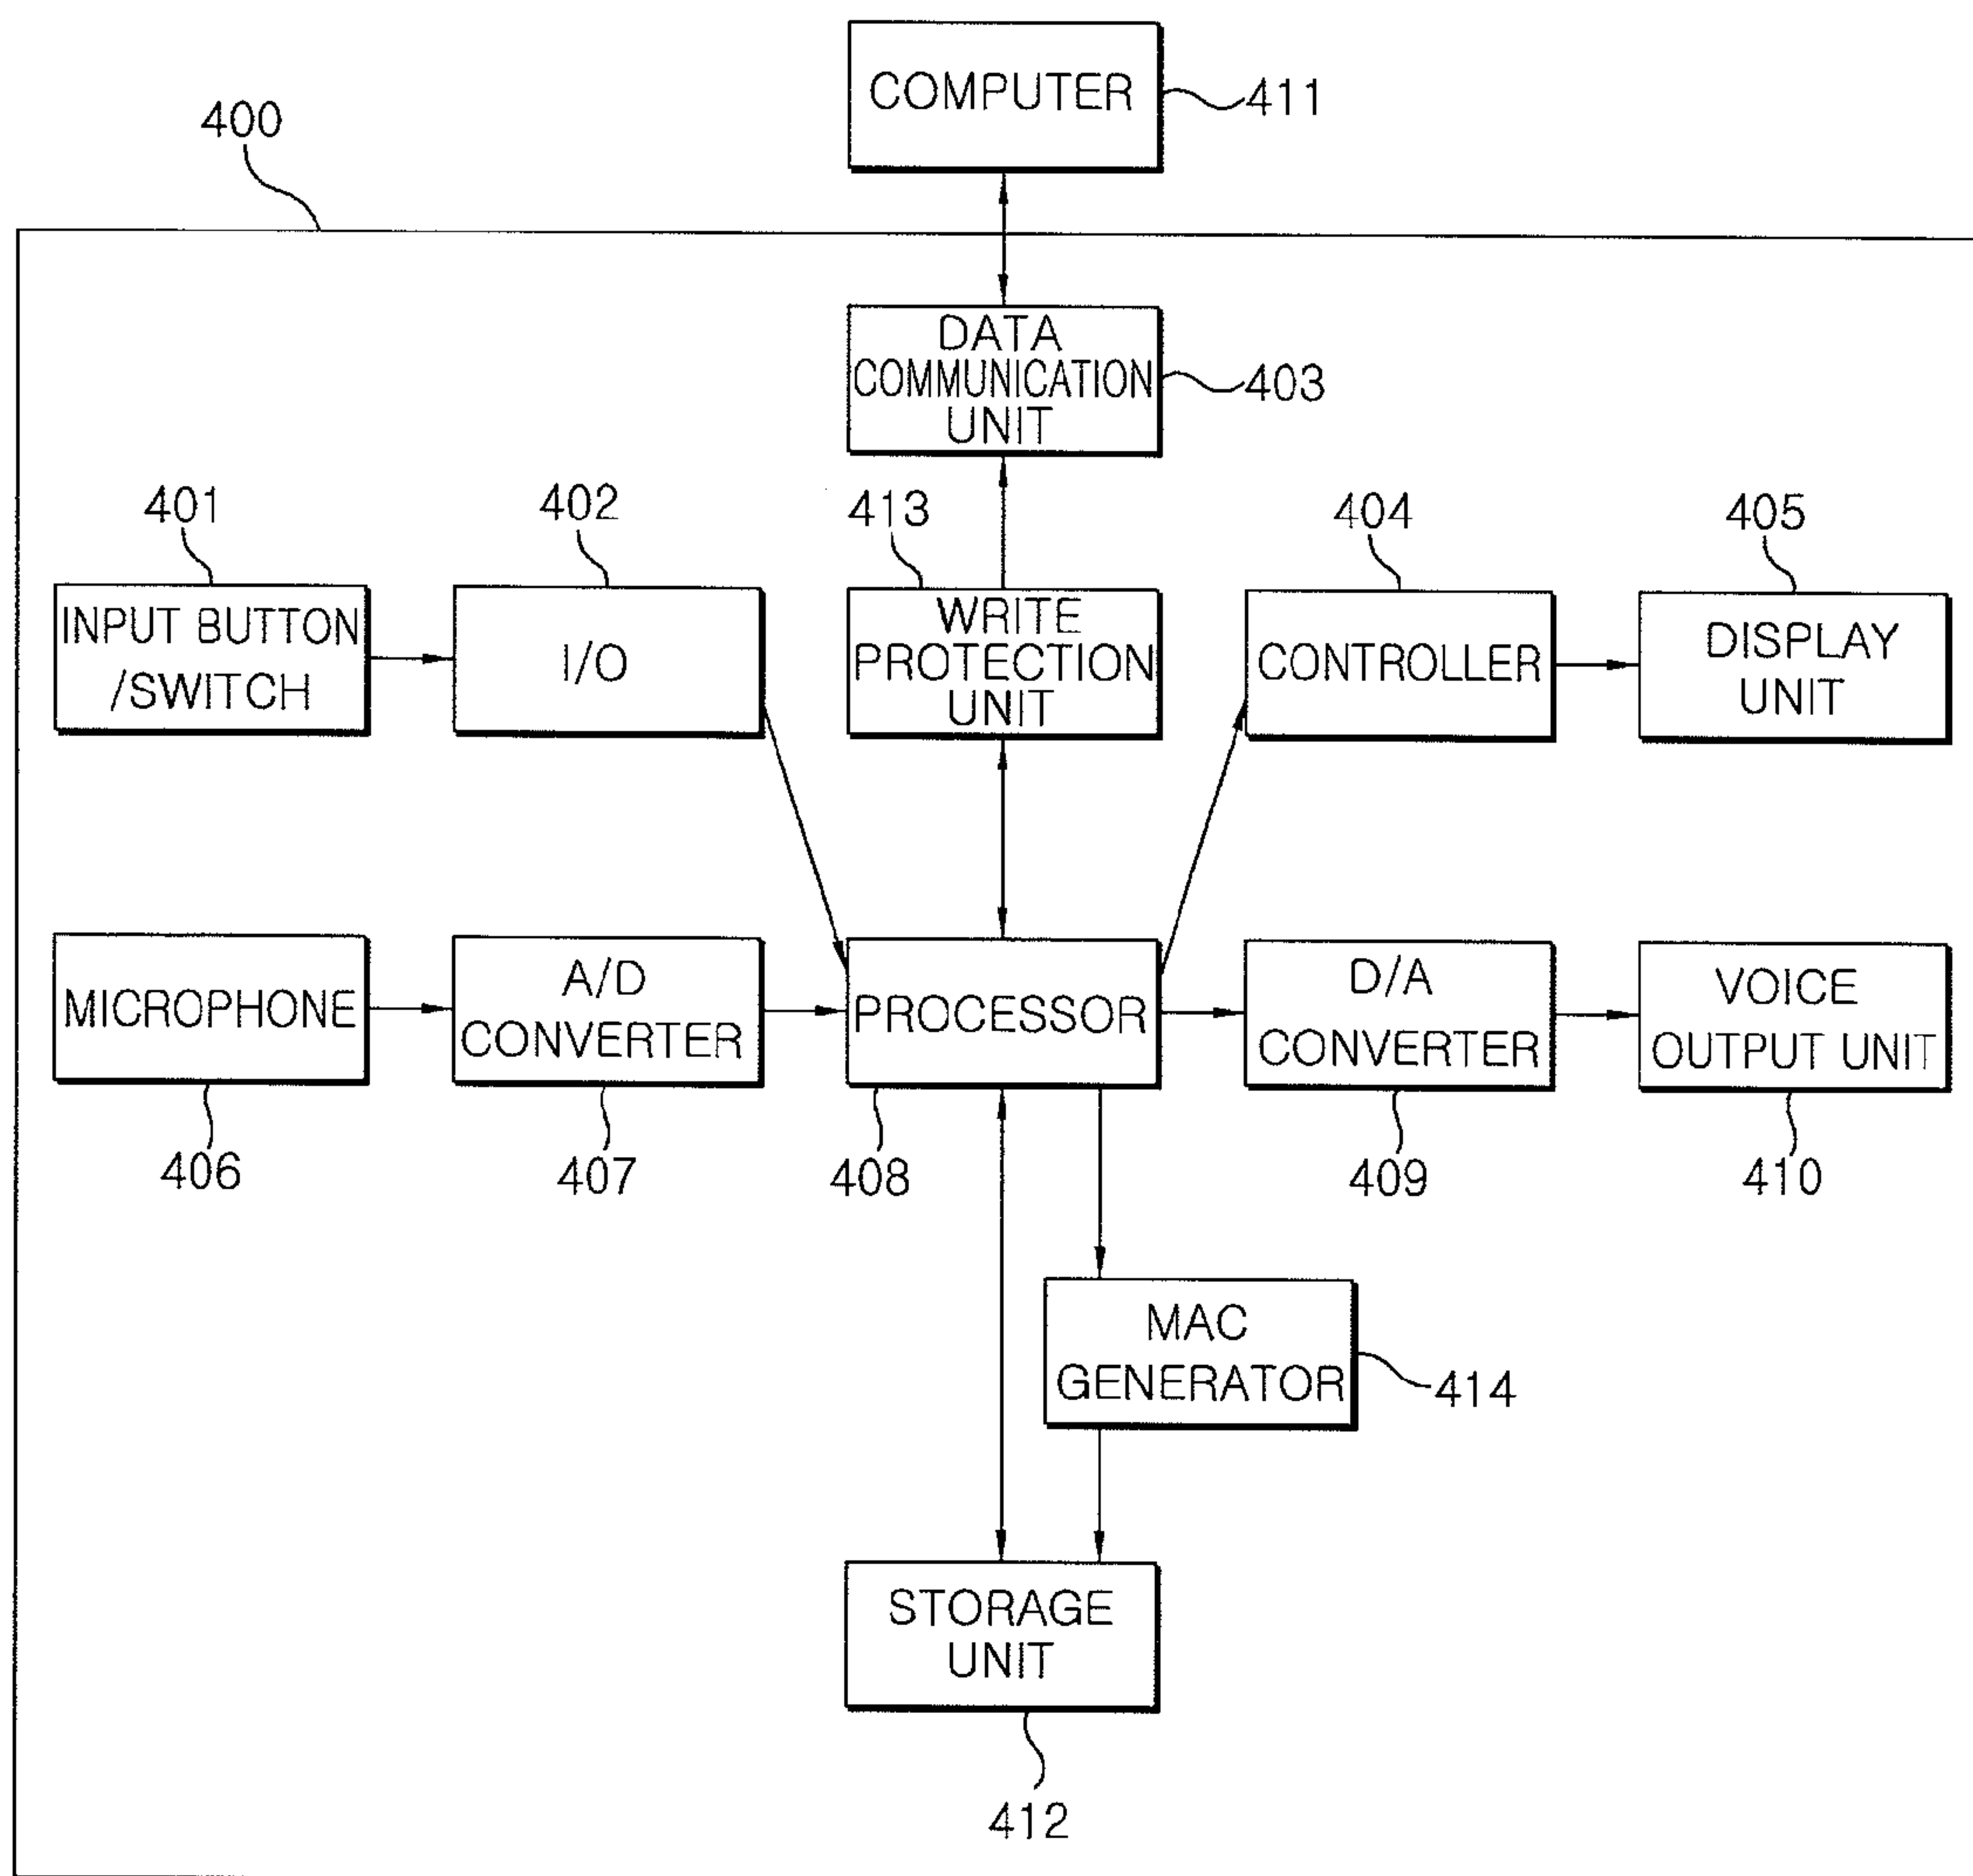 COMPUTER
411
400
DATA
COMMUNICATION
UNIT
403
401
402
413
404
405
INPUT BUTTON
/SWITCH
I/O
WRITE
PROTECTION
UNIT
CONTROLLER
DISPLAY
UNIT
MICROPHONE
A/D
CONVERTER
PROCESSOR
D/A
CONVERTER
VOICE
OUTPUT UNIT
406
407
408
409
410
MAC
GENERATOR
414
STORAGE
UNIT
412